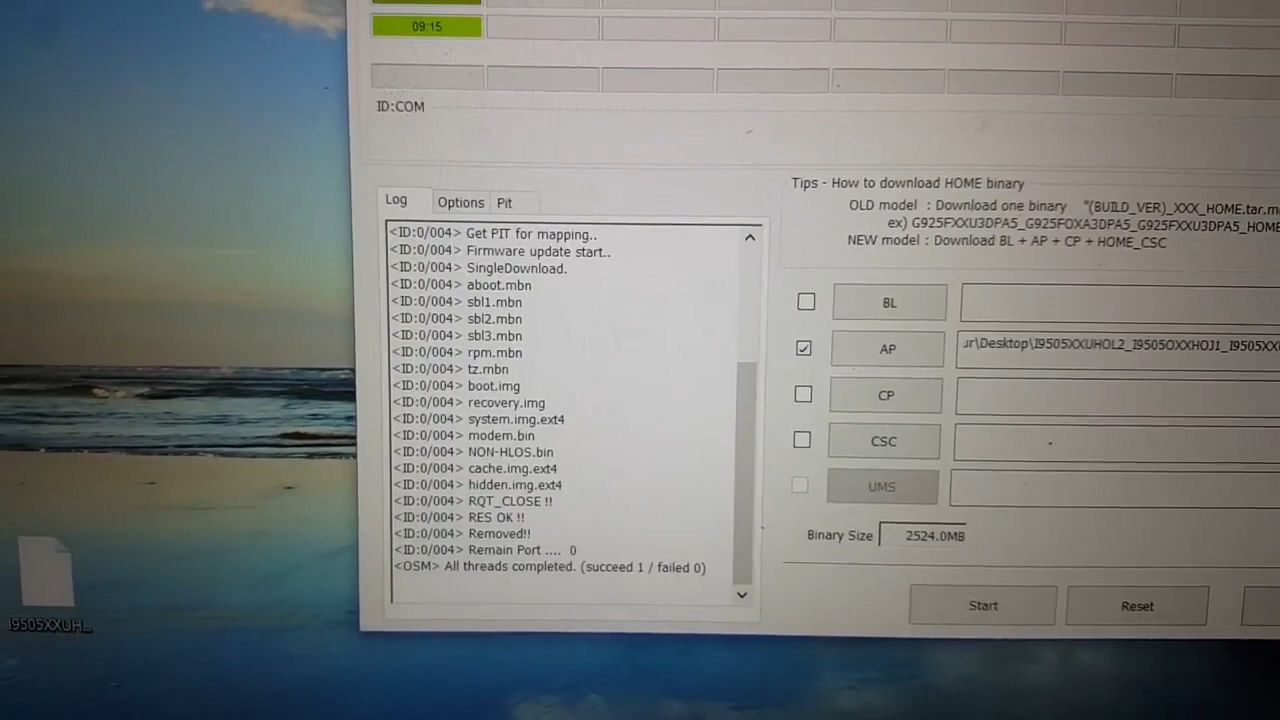 09:15
ID:COM
Log
Options
Pit
<ID:0/004> Get PIT for mapping..
<ID:0/004> Firmware update start..
<ID:0/004> SingleDownload.
<ID:0/004> aboot.mbn
<ID:0/004> sbl1.mbn
<ID:0/004> sbl2.mbn
<ID:0/004> sbl3.mbn
<ID:0/004> rpm.mbn
<ID:0/004> tz.mbn
<ID:0/004> boot.img
<ID:0/004> recovery.img
<ID:0/004> system.img.ext4
<ID:0/004> modem.bin
<ID:0/004> NON-HLOS.bin
<ID:0/004> cache.img.ext4
<ID:0/004> hidden.img.ext4
<ID:0/004> RQT_CLOSE !!
<ID:0/004> RES OK !!
<ID:0/004> Removed!!
<ID:0/004> Remain Port .... 0
<OSM> All threads completed. (succeed 1 / failed 0)
Tips - How to download HOME binary
OLD model : Download one binary "(BUILD_VER)_XXX_HOME.tar.m
ex) G925FXXU3DPA5_G925FOXA3DPA5_G925FXXU3DPA5_HOME
NEW model : Download BL + AP + CP + HOME_CSC
BL
AP
ur\Desktop\I9505XXUHOL2_I9505OXXHOJ1_I9505XX
CP
CSC
UMS
Binary Size
2524.0MB
Start
Reset
I9505XXUH...